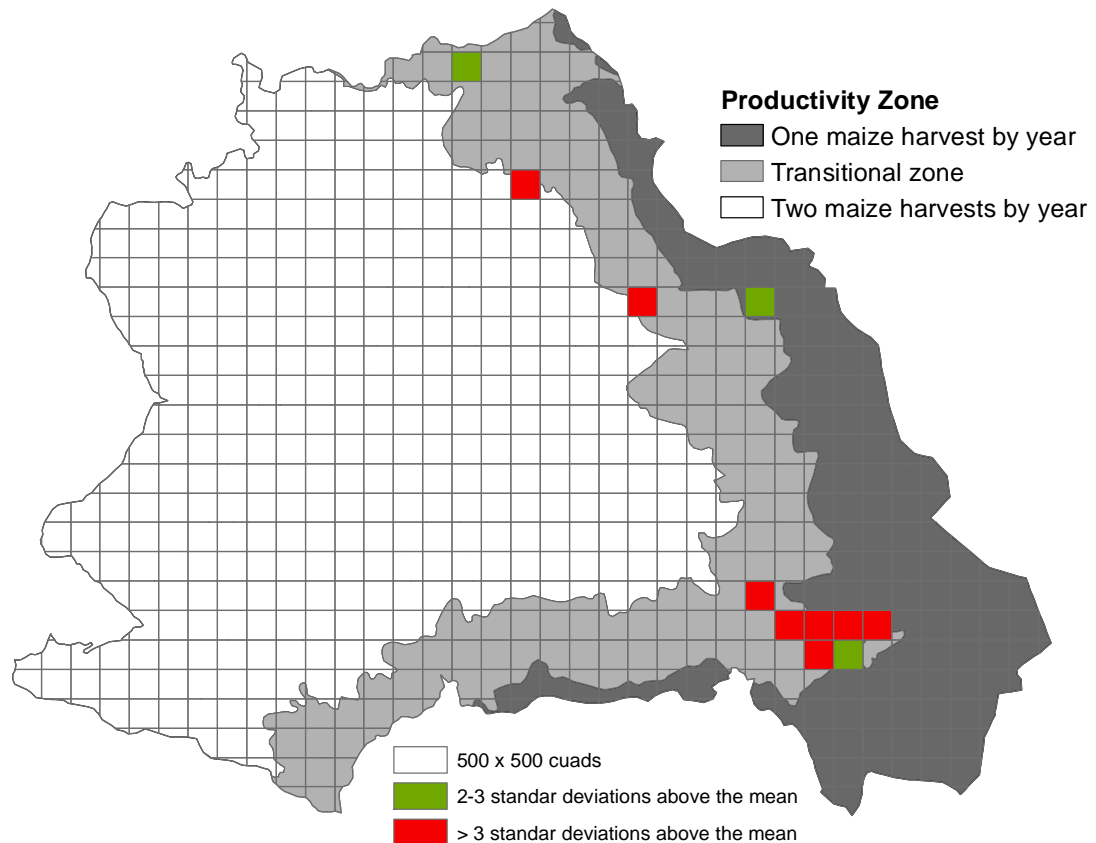 Productivity Zone
One maize harvest by year
Transitional zone
Two maize harvests by year
500 x 500 cuads
2-3 standar deviations above the mean
> 3 standar deviations above the mean